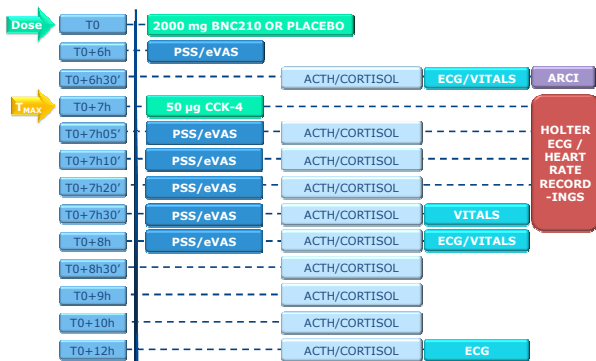 Dose T0 2000 mg BNC210 OR PLACEBO
T0+6h PSS/eVAS
T0+6h30’ ACTH/CORTISOL ECG/VITALS ARCI
TMAX T0+7h 50 µg CCK-4
T0+7h05’ PSS/eVAS ACTH/CORTISOL
T0+7h10’ PSS/eVAS ACTH/CORTISOL
T0+7h20’ PSS/eVAS ACTH/CORTISOL
T0+7h30’ PSS/eVAS ACTH/CORTISOL VITALS
T0+8h PSS/eVAS ACTH/CORTISOL ECG/VITALS
HOLTER
ECG /
HEART
RATE
RECORD
-INGS
T0+8h30’ ACTH/CORTISOL
T0+9h ACTH/CORTISOL
T0+10h ACTH/CORTISOL
T0+12h ACTH/CORTISOL ECG